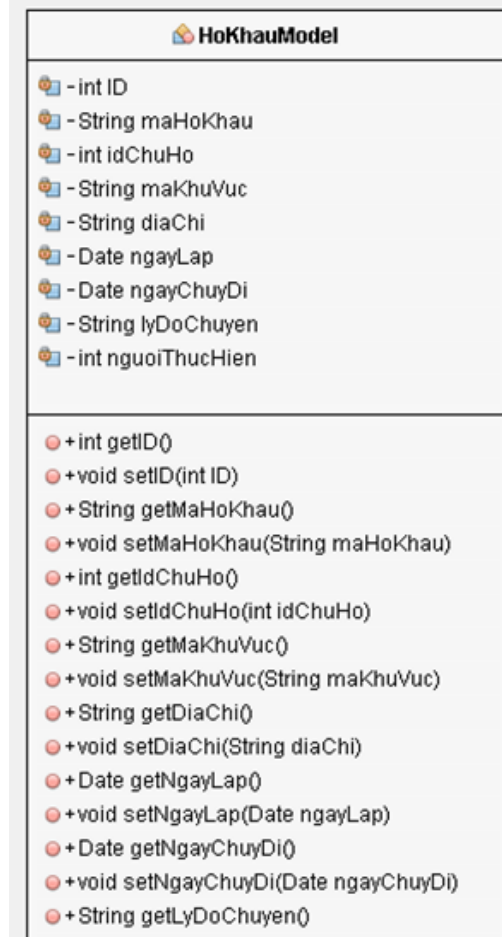 HoKhauModel
- int ID
- String maHoKhau
- int idChuHo
- String maKhuVuc
- String diaChi
- Date ngayLap
- Date ngayChuyDi
- String lyDoChuyen
- int nguoiThucHien
+int getID()
+void setID(int ID)
+String getMaHoKhau()
+void setMaHoKhau(String maHoKhau)
+int getIdChuHo()
+void setIdChuHo(int idChuHo)
+String getMaKhuVuc()
+void setMaKhuVuc(String maKhuVuc)
+String getDiaChi()
+void setDiaChi(String diaChi)
+Date getNgayLap()
+void setNgayLap(Date ngayLap)
+Date getNgayChuyDi()
+void setNgayChuyDi(Date ngayChuyDi)
+String getLyDoChuyen()